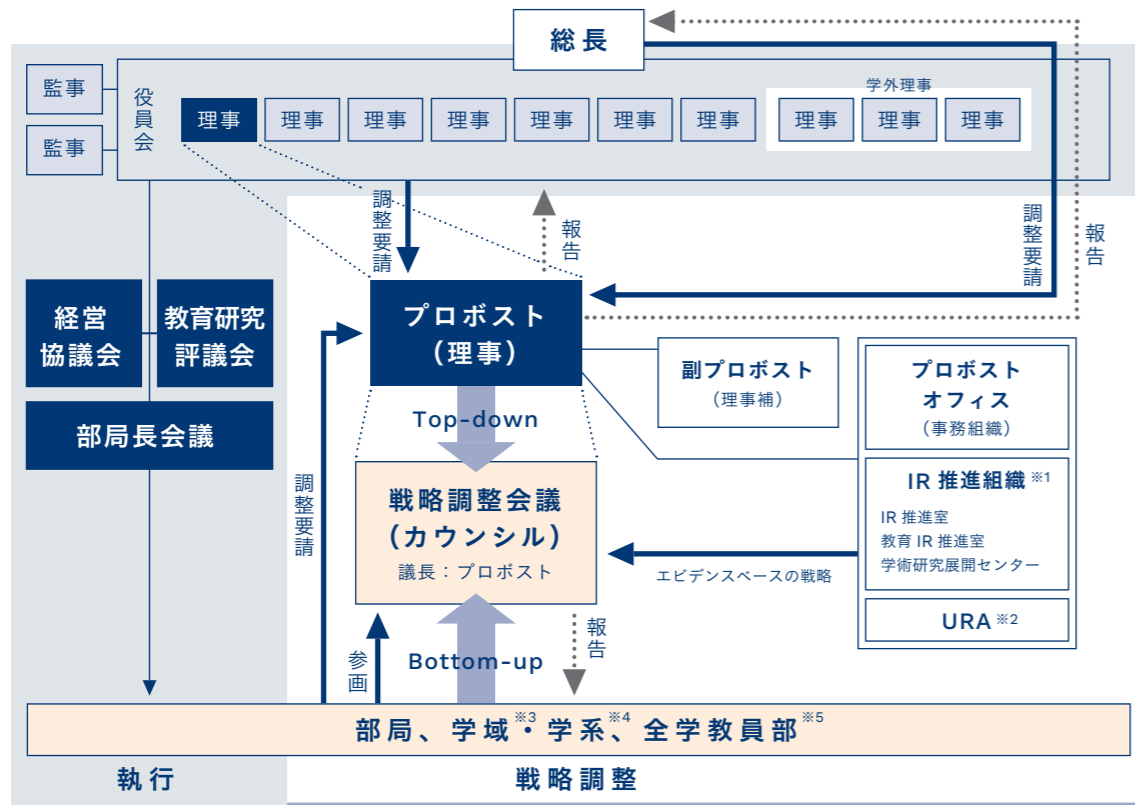 総長
監事
監事
役員会
理事
理事
理事
理事
理事
理事
理事
学外理事
理事
理事
理事
調整要請
報告
調整要請
報告
経営
協議会
教育研究
評議会
部局長会議
プロボスト
(理事)
副プロボスト
(理事補)
プロボスト
オフィス
(事務組織)
IR 推進組織 ※1
IR 推進室
教育 IR 推進室
学術研究展開センター
URA ※2
Top-down
戦略調整会議
(カウンシル)
議長:プロボスト
エビデンスベースの戦略
調整要請
参画
Bottom-up
報告
部局、学域※3・学系※4、全学教員部※5
執行
戦略調整